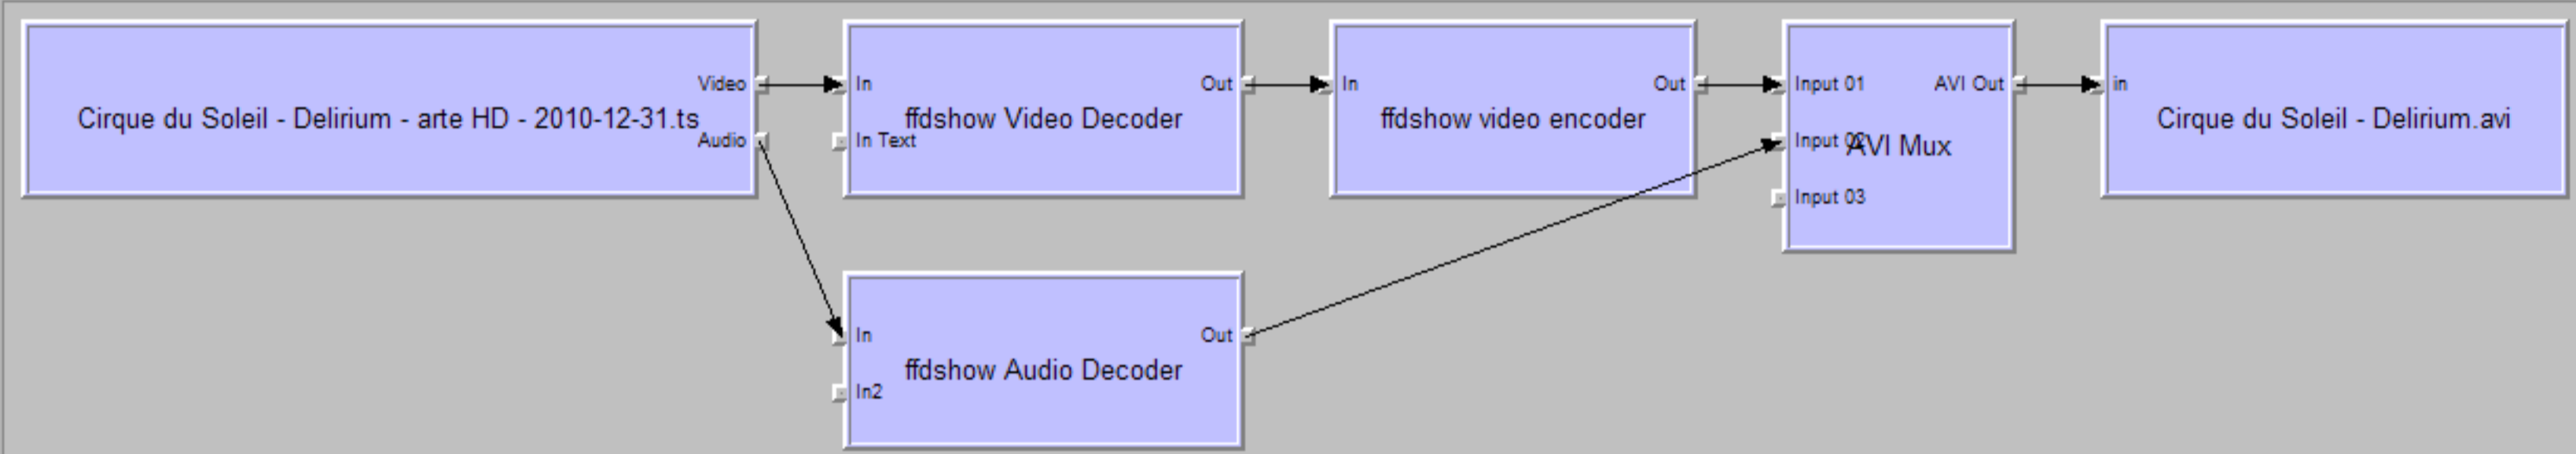 Video
Cirque du Soleil - Delirium - arte HD - 2010-12-31.ts
Audio
In
Out
ffdshow Video Decoder
In Text
In
Out
ffdshow video encoder
Input 01
AVI Out
Input 02
AVI Mux
Input 03
in
Cirque du Soleil - Delirium.avi
In
Out
ffdshow Audio Decoder
In2